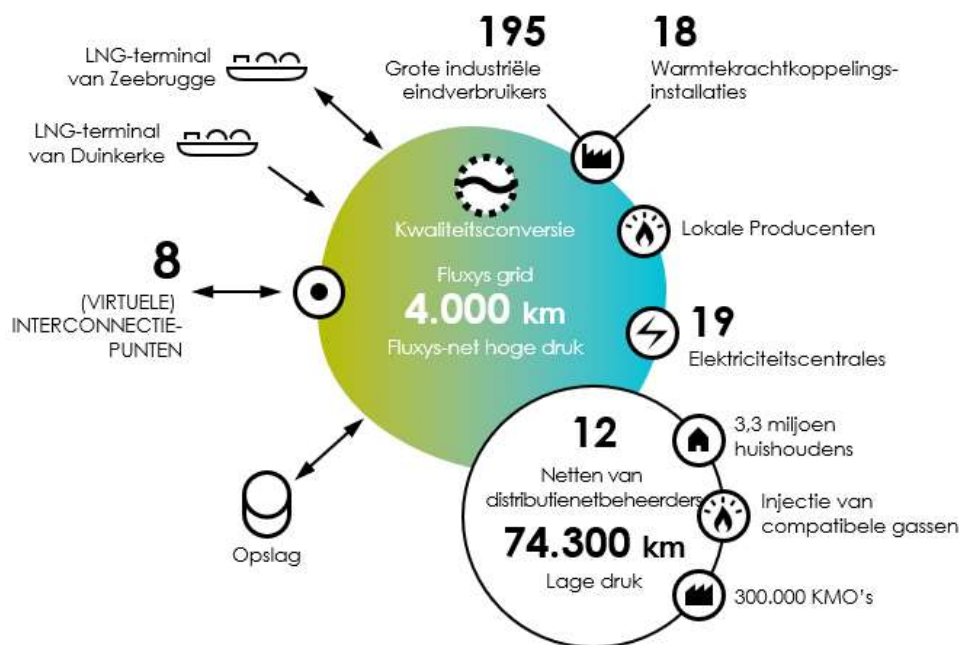 195
Grote industriële
eindverbruikers
18
Warmtekrachtkoppelings-
installaties
LNG-terminal
van Zeebrugge
LNG-terminal
van Duinkerke
Kwaliteitsconversie
Lokale Producenten
8
(VIRTUELE)
INTERCONNECTIE-
PUNTEN
Fluxys grid
4.000 km
Fluxys-net hoge druk
19
Elektriciteitscentrales
12
Netten van
distributienetbeheerders
74.300 km
Lage druk
3,3 miljoen
huishoudens
Injectie van
compatibele gassen
300.000 KMO's
Opslag